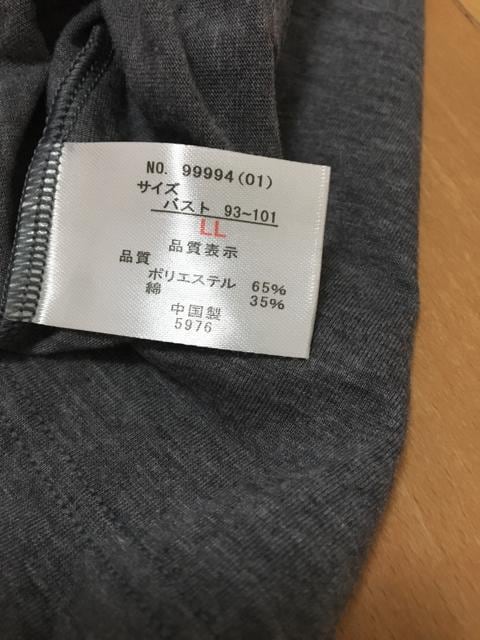 NO. 99994(01)
サイズ
バスト 93~101
LL
品質表示
品質
ポリエステル 65%
綿 35%
中国製
5976